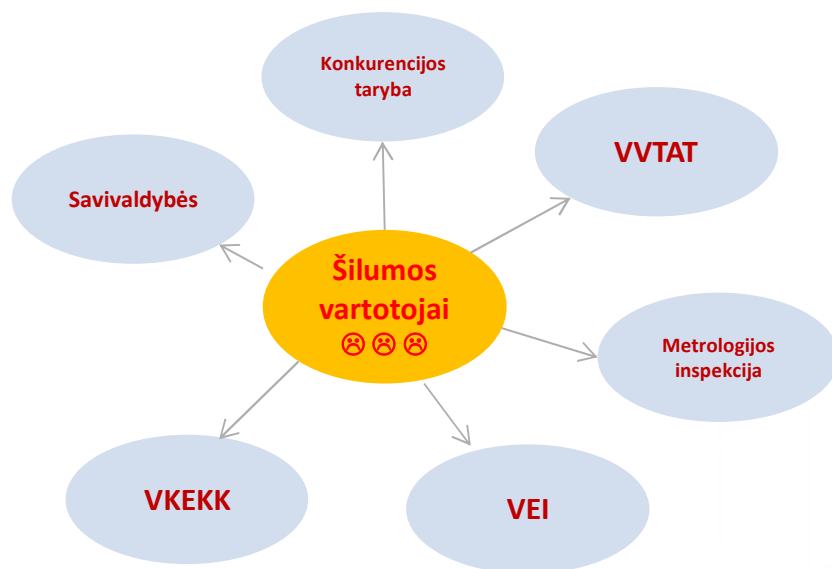 Konkurencijos
taryba
VVTAT
Savivaldybės
Šilumos
vartotojai
☹☹☹
Metrologijos
inspekcija
VKEKK
VEI